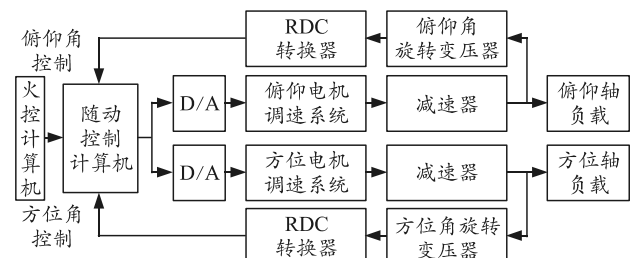 俯仰角
控制
RDC
转换器
俯仰角
旋转变压器
火控计算机
随动
控制
计算机
D/A
俯仰电机
调速系统
减速器
俯仰轴
负载
D/A
方位电机
调速系统
减速器
方位轴
负载
方位角
控制
RDC
转换器
方位角旋转
变压器